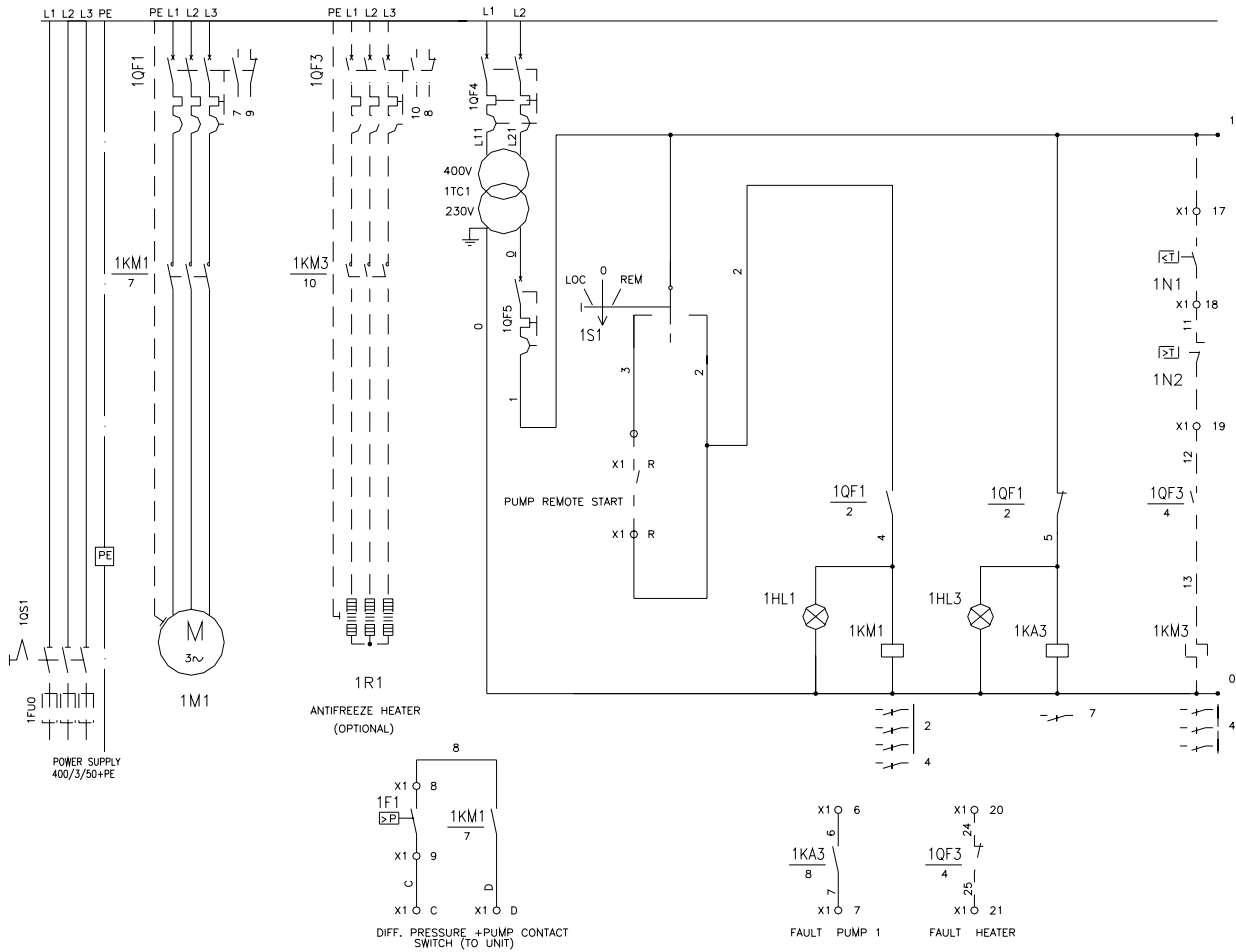 L1 L2 L3 PE
PE L1 L2 L3
PE L1 L2 L3
L1 L2
1QF1
7
9
1QF3
10
8
1QF4
L11
L21
1
400V
1TC1
230V
X1 17
<T
1N1
1KM1
7
1KM3
10
0
1QF5
LOC 0 REM
1S1
2
X1 18
11
0
>T
1N2
3
2
1
X1 19
12
X1 R
PUMP REMOTE START
X1 R
1QF1
2
4
1QF1
2
5
1QF3
4
PE
13
1QS1
M
3~
1M1
1HL1
1KM1
1HL3
1KA3
1KM3
0
1FU0
1R1
ANTIFREEZE HEATER
(OPTIONAL)
2
4
7
4
POWER SUPPLY
400/3/50+PE
8
X1 8
1F1
>P
1KM1
7
X1 9
C
D
X1 C
X1 D
DIFF. PRESSURE +PUMP CONTACT
SWITCH (TO UNIT)
X1 6
6
1KA3
8
7
X1 7
FAULT PUMP 1
X1 20
24
1QF3
4
25
X1 21
FAULT HEATER